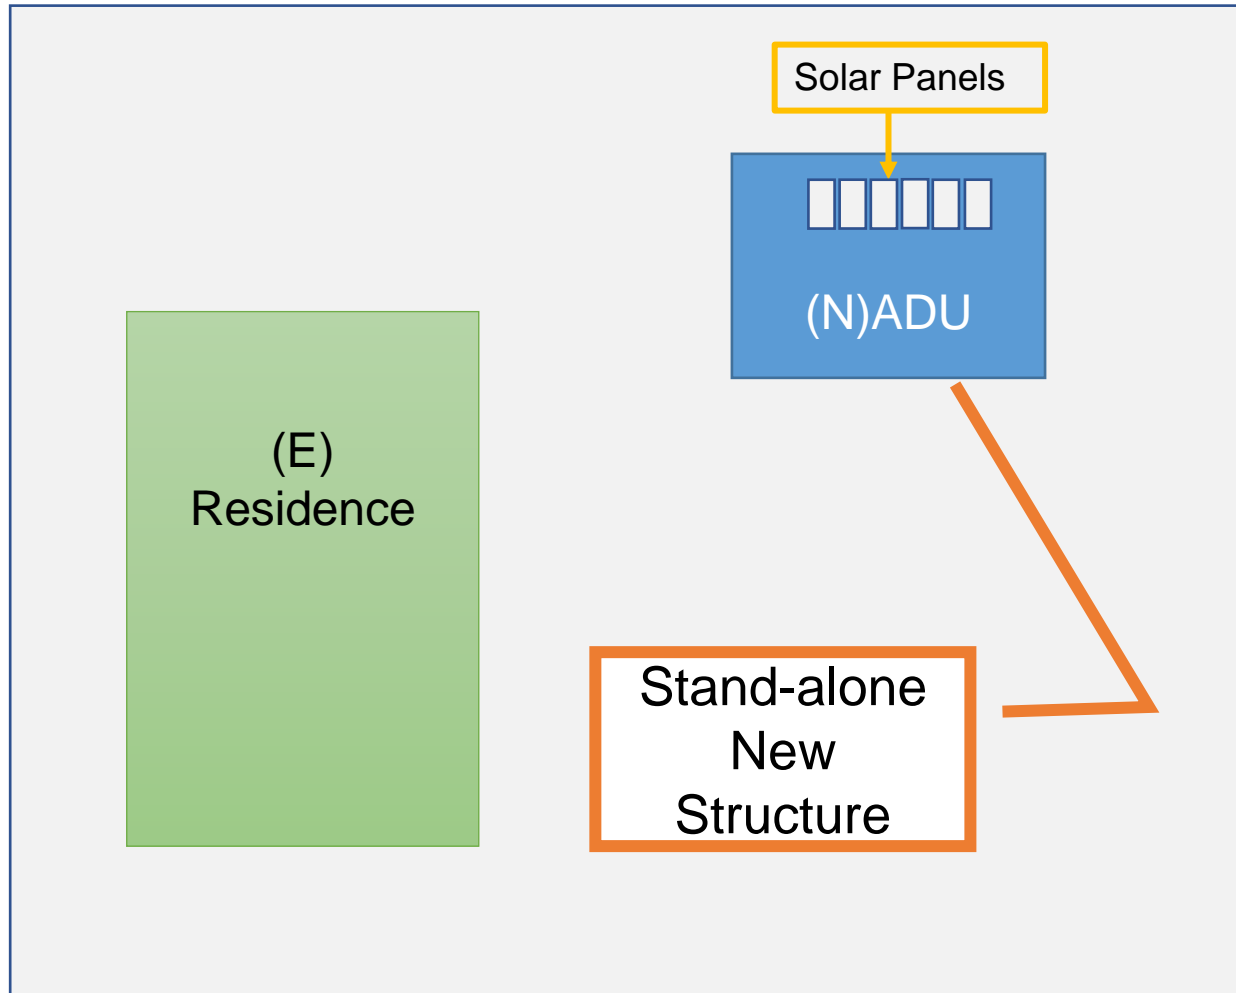 Solar Panels
(N)ADU
(E)
Residence
Stand-alone
New
Structure